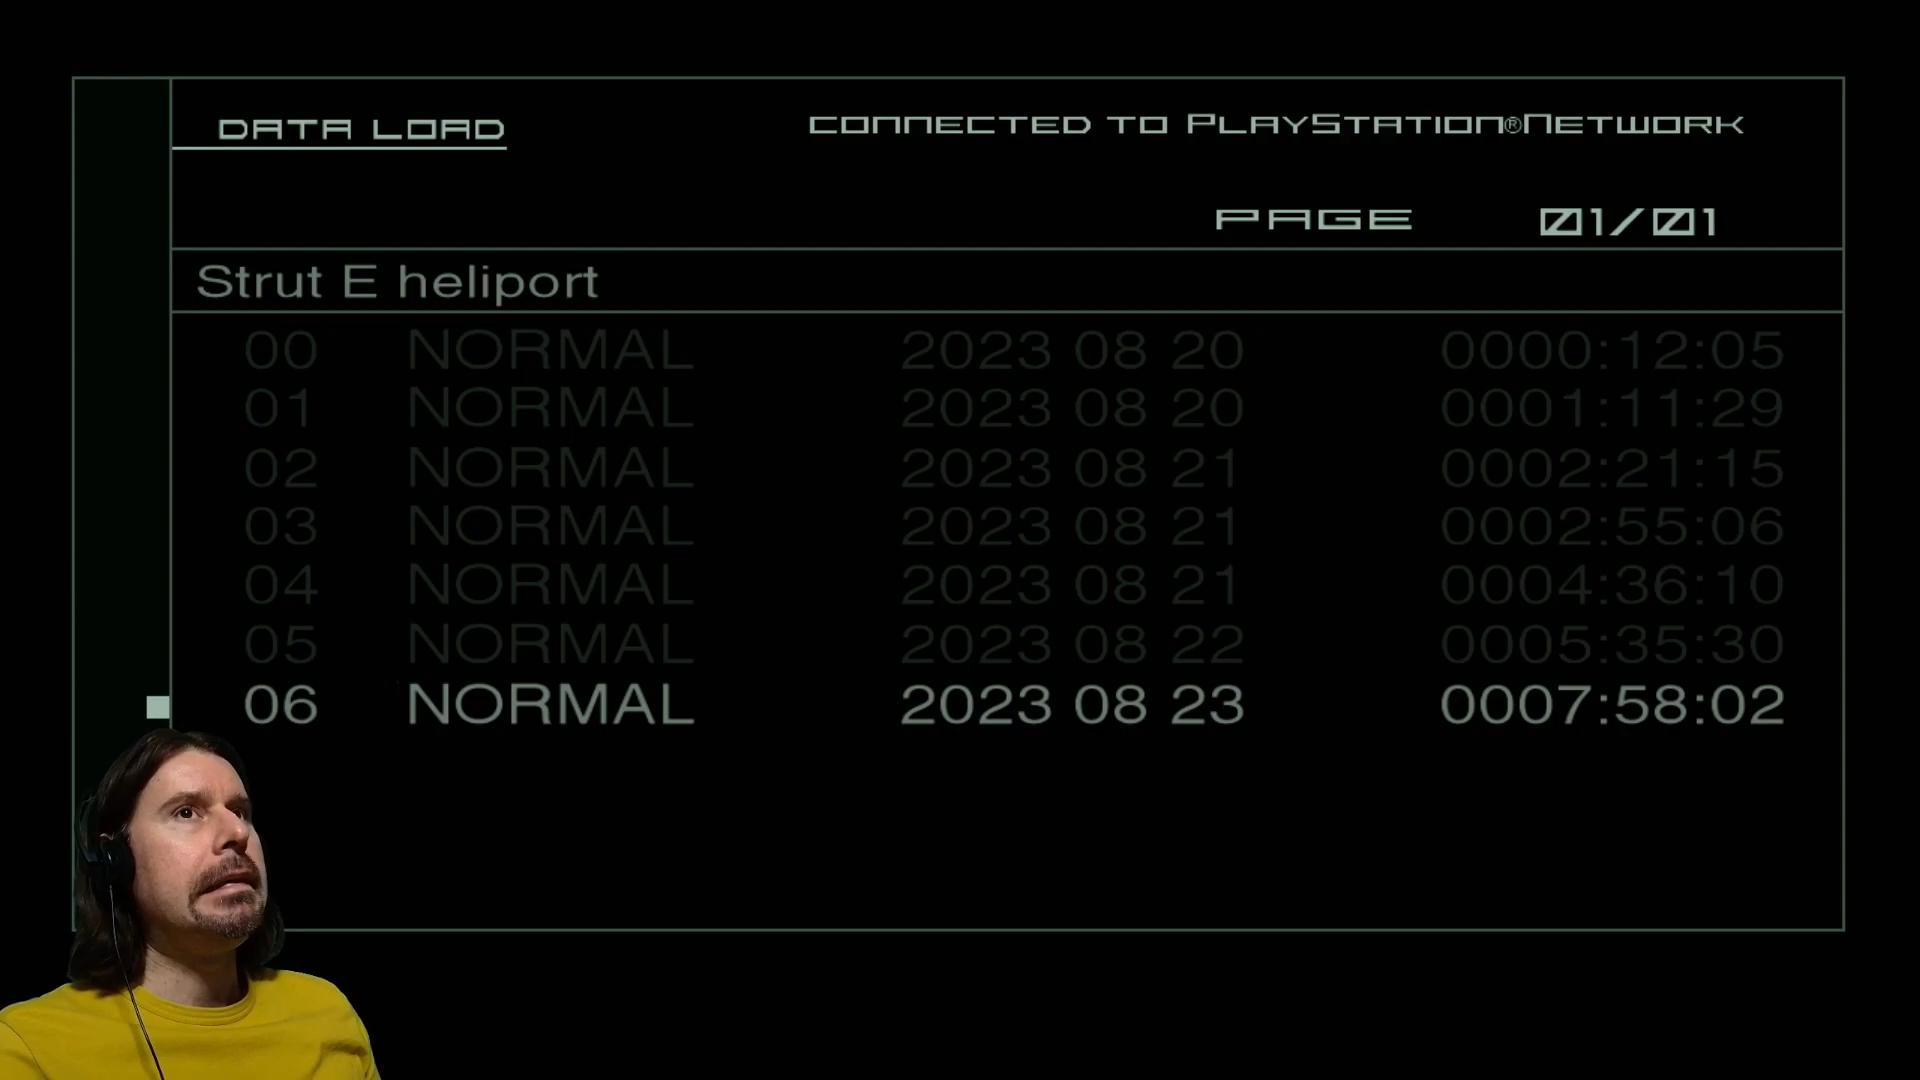 DATA LOAD
CONNECTED TO PLAYSTATION®NETWORK
PAGE 01/01
Strut E heliport
00 NORMAL 2023 08 20 0000:12:05
01 NORMAL 2023 08 20 0001:11:29
02 NORMAL 2023 08 21 0002:21:15
03 NORMAL 2023 08 21 0002:55:06
04 NORMAL 2023 08 21 0004:36:10
05 NORMAL 2023 08 22 0005:35:30
06 NORMAL 2023 08 23 0007:58:02